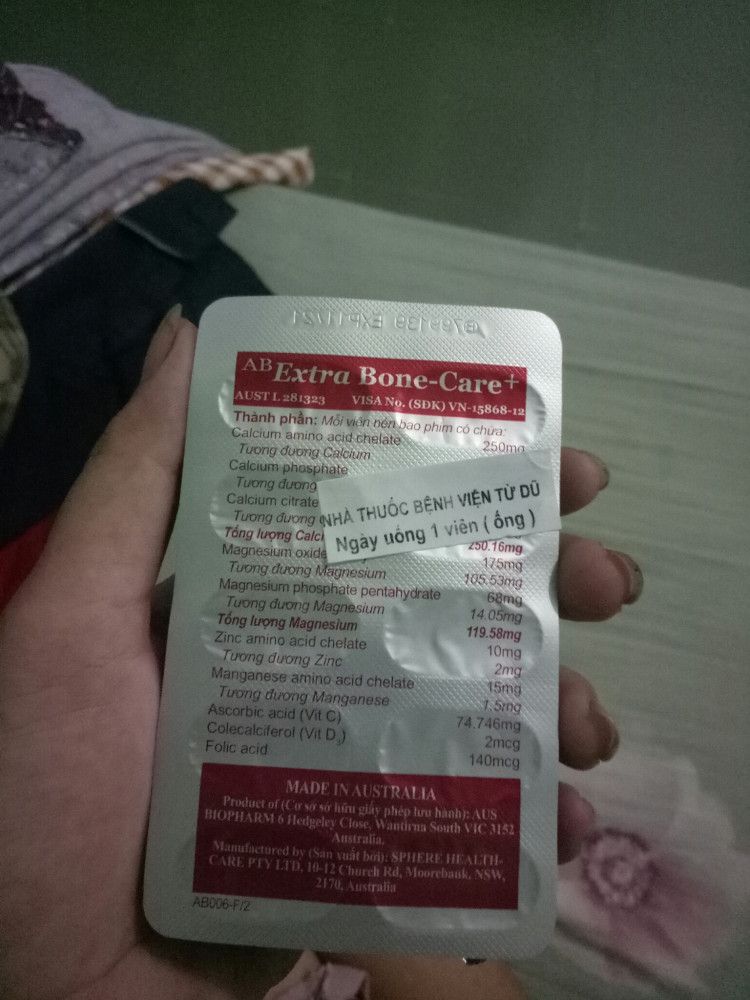 G789139 EXP11/21
AB Extra Bone-Care+
AUST L 281323 VISA No. (SĐK) VN-15868-12
Thành phần: Mỗi viên nén bao phim có chứa:
Calcium amino acid chelate 250mg
Tương đương Calcium
Calcium phosphate
Tương đương
Calcium citrate
Tương đương
NHÀ THUỐC BỆNH VIỆN TỪ DŨ
Ngày uống 1 viên ( ống )
Tổng lượng Calci 250.16mg
Magnesium oxide 175mg
Tương đương Magnesium 105.53mg
Magnesium phosphate pentahydrate 68mg
Tương đương Magnesium 14.05mg
Tổng lượng Magnesium 119.58mg
Zinc amino acid chelate 10mg
Tương đương Zinc 2mg
Manganese amino acid chelate 15mg
Tương đương Manganese 1.5mg
Ascorbic acid (Vit C) 74.746mg
Colecalciferol (Vit D3) 2mcg
Folic acid 140mcg
MADE IN AUSTRALIA
Product of (Cơ sở sở hữu giấy phép lưu hành): AUS
BIOPHARM 6 Hedgeley Close, Wantirna South VIC 3152
Australia.
Manufactured by (Sản xuất bởi): SPHERE HEALTH-
CARE PTY LTD, 10-12 Church Rd, Moorebank, NSW,
2170, Australia
AB006-F/2